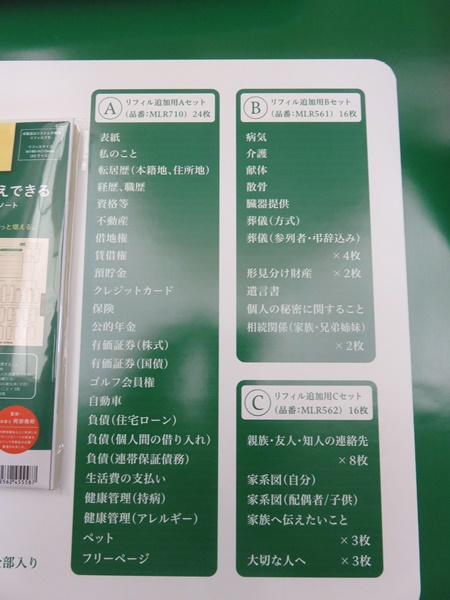 A リフィル追加用Aセット
(品番:MLR710) 24枚
表紙
私のこと
転居歴(本籍地、住所地)
経歴、職歴
資格等
不動産
借地権
賃借権
預貯金
クレジットカード
保険
公的年金
有価証券(株式)
有価証券(国債)
ゴルフ会員権
自動車
負債(住宅ローン)
負債(個人間の借り入れ)
負債(連帯保証債務)
生活費の支払い
健康管理(持病)
健康管理(アレルギー)
ペット
フリーページ
B リフィル追加用Bセット
(品番:MLR561) 16枚
病気
介護
献体
散骨
臓器提供
葬儀(方式)
葬儀(参列者・弔辞込み)
×4枚
形見分け財産 ×2枚
遺言書
個人の秘密に関すること
相続関係(家族・兄弟姉妹)
×2枚
C リフィル追加用Cセット
(品番:MLR562) 16枚
親族・友人・知人の連絡先
×8枚
家系図(自分)
家系図(配偶者/子供)
家族へ伝えたいこと
×3枚
大切な人へ ×3枚
えできる
ノート
っと増える。
全部入り